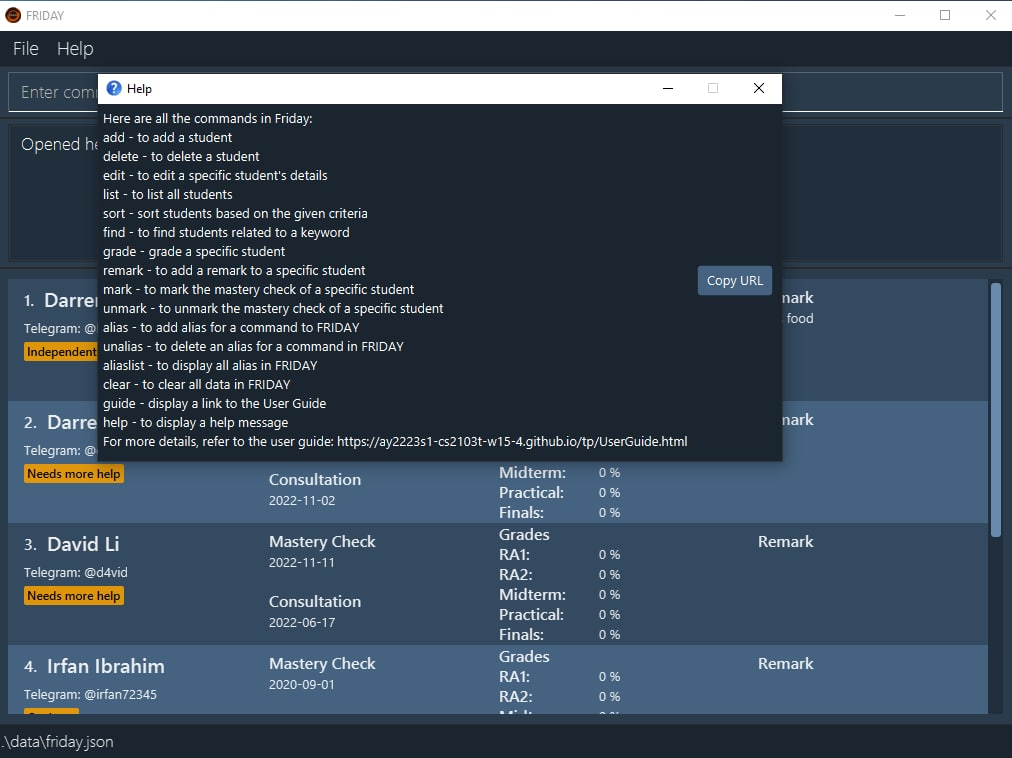 FRIDAY
File Help
Enter com
Opened he
Help
Here are all the commands in Friday:
add - to add a student
delete - to delete a student
edit - to edit a specific student's details
list - to list all students
sort - sort students based on the given criteria
find - to find students related to a keyword
grade - grade a specific student
remark - to add a remark to a specific student
mark - to mark the mastery check of a specific student
unmark - to unmark the mastery check of a specific student
alias - to add alias for a command to FRIDAY
unalias - to delete an alias for a command in FRIDAY
aliaslist - to display all alias in FRIDAY
clear - to clear all data in FRIDAY
guide - display a link to the User Guide
help - to display a help message
For more details, refer to the user guide: https://ay2223s1-cs2103t-w15-4.github.io/tp/UserGuide.html
Copy URL
1. Darre
Telegram: @
Independent
mark
food
2. Darre
Telegram: @
Needs more help
Consultation
2022-11-02
Midterm: 0 %
Practical: 0 %
Finals: 0 %
mark
3. David Li
Telegram: @d4vid
Needs more help
Mastery Check
2022-11-11
Consultation
2022-06-17
Grades
RA1: 0 %
RA2: 0 %
Midterm: 0 %
Practical: 0 %
Finals: 0 %
Remark
4. Irfan Ibrahim
Telegram: @irfan72345
Mastery Check
2020-09-01
Grades
RA1: 0 %
RA2: 0 %
Remark
.\data\friday.json